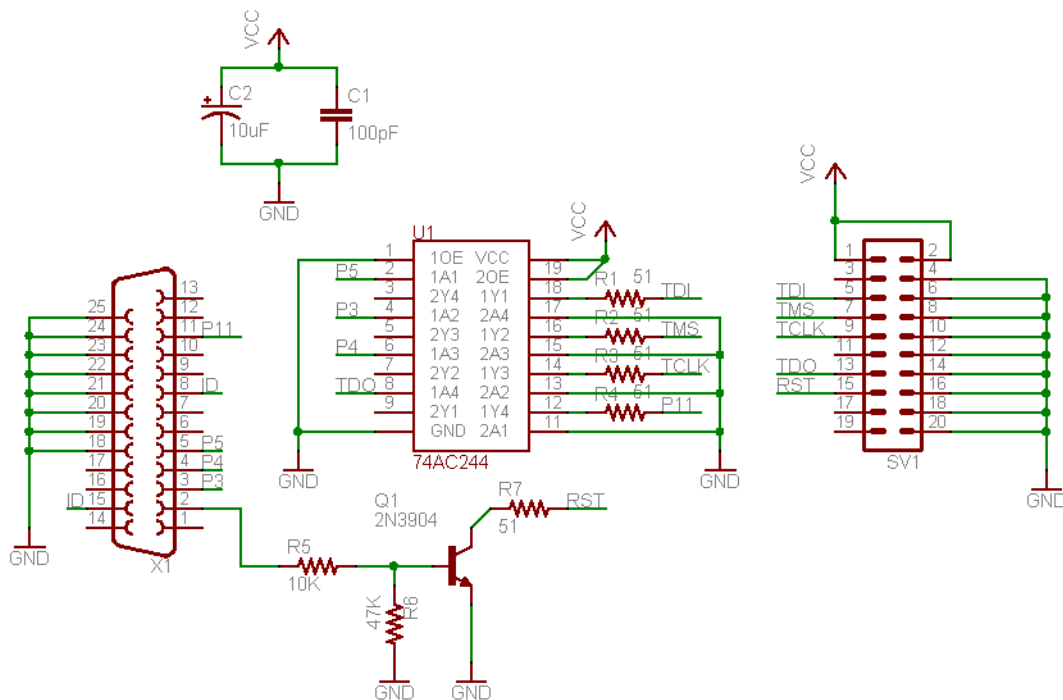 VCC
C2
10uF
C1
100pF
GND
X1
13
25
12
24
11
P11
23
10
22
9
21
8
ID
20
7
19
6
18
5
P5
17
4
P4
16
3
P3
ID
15
2
14
1
GND
U1
74AC244
1
1OE
VCC
P5
2
1A1
2OE
19
3
2Y4
1Y1
18
P3
4
1A2
2A4
17
5
2Y3
1Y2
16
P4
6
1A3
2A3
15
7
2Y2
1Y3
14
TDO
8
1A4
2A2
13
9
2Y1
1Y4
12
GND
2A1
11
GND
VCC
R1
51
TDI
R2
51
TMS
R3
51
TCLK
R4
51
P11
GND
VCC
1
2
3
4
TDI
5
6
TMS
7
8
TCLK
9
10
11
12
TDO
13
14
RST
15
16
17
18
19
20
SV1
GND
Q1
2N3904
R7
51
RST
R5
10K
47K
R6
GND
GND